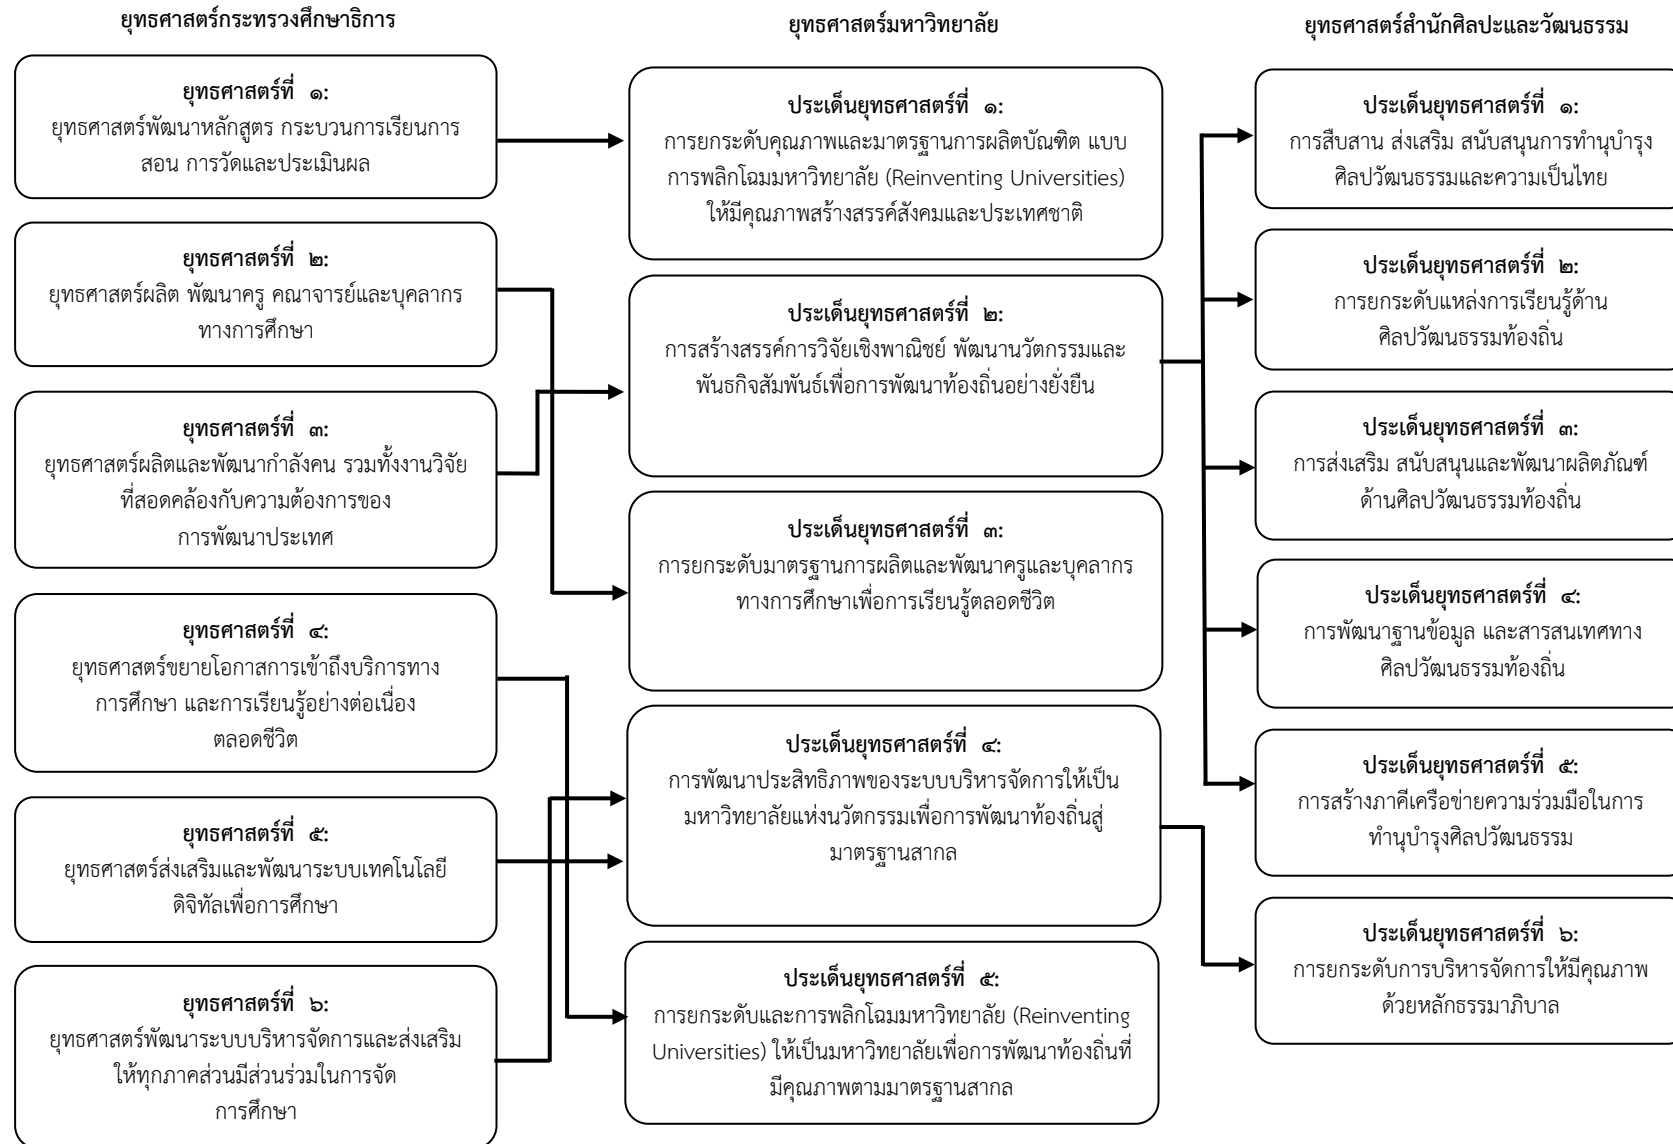 ยุทธศาสตร์กระทรวงศึกษาธิการ
ยุทธศาสตร์ที่ ๑:
ยุทธศาสตร์พัฒนาหลักสูตร กระบวนการเรียนการ
สอน การวัดและประเมินผล
ยุทธศาสตร์ที่ ๒:
ยุทธศาสตร์ผลิต พัฒนาครู คณาจารย์และบุคลากร
ทางการศึกษา
ยุทธศาสตร์ที่ ๓:
ยุทธศาสตร์ผลิตและพัฒนากำลังคน รวมทั้งงานวิจัย
ที่สอดคล้องกับความต้องการของ
การพัฒนาประเทศ
ยุทธศาสตร์ที่ ๔:
ยุทธศาสตร์ขยายโอกาสการเข้าถึงบริการทาง
การศึกษา และการเรียนรู้อย่างต่อเนื่อง
ตลอดชีวิต
ยุทธศาสตร์ที่ ๕:
ยุทธศาสตร์ส่งเสริมและพัฒนาระบบเทคโนโลยี
ดิจิทัลเพื่อการศึกษา
ยุทธศาสตร์ที่ ๖:
ยุทธศาสตร์พัฒนาระบบบริหารจัดการและส่งเสริม
ให้ทุกภาคส่วนมีส่วนร่วมในการจัด
การศึกษา
ยุทธศาสตร์มหาวิทยาลัย
ประเด็นยุทธศาสตร์ที่ ๑:
การยกระดับคุณภาพและมาตรฐานการผลิตบัณฑิต แบบ
การพลิกโฉมมหาวิทยาลัย (Reinventing Universities)
ให้มีคุณภาพสร้างสรรค์สังคมและประเทศชาติ
ประเด็นยุทธศาสตร์ที่ ๒:
การสร้างสรรค์การวิจัยเชิงพาณิชย์ พัฒนานวัตกรรมและ
พันธกิจสัมพันธ์เพื่อการพัฒนาท้องถิ่นอย่างยั่งยืน
ประเด็นยุทธศาสตร์ที่ ๓:
การยกระดับมาตรฐานการผลิตและพัฒนาครูและบุคลากร
ทางการศึกษาเพื่อการเรียนรู้ตลอดชีวิต
ประเด็นยุทธศาสตร์ที่ ๔:
การพัฒนาประสิทธิภาพของระบบบริหารจัดการให้เป็น
มหาวิทยาลัยแห่งนวัตกรรมเพื่อการพัฒนาท้องถิ่นสู่
มาตรฐานสากล
ประเด็นยุทธศาสตร์ที่ ๕:
การยกระดับและการพลิกโฉมมหาวิทยาลัย (Reinventing
Universities) ให้เป็นมหาวิทยาลัยเพื่อการพัฒนาท้องถิ่นที่
มีคุณภาพตามมาตรฐานสากล
ยุทธศาสตร์สำนักศิลปะและวัฒนธรรม
ประเด็นยุทธศาสตร์ที่ ๑:
การสืบสาน ส่งเสริม สนับสนุนการทำนุบำรุง
ศิลปวัฒนธรรมและความเป็นไทย
ประเด็นยุทธศาสตร์ที่ ๒:
การยกระดับแหล่งการเรียนรู้ด้าน
ศิลปวัฒนธรรมท้องถิ่น
ประเด็นยุทธศาสตร์ที่ ๓:
การส่งเสริม สนับสนุนและพัฒนาผลิตภัณฑ์
ด้านศิลปวัฒนธรรมท้องถิ่น
ประเด็นยุทธศาสตร์ที่ ๔:
การพัฒนาฐานข้อมูล และสารสนเทศทาง
ศิลปวัฒนธรรมท้องถิ่น
ประเด็นยุทธศาสตร์ที่ ๕:
การสร้างภาคีเครือข่ายความร่วมมือในการ
ทำนุบำรุงศิลปวัฒนธรรม
ประเด็นยุทธศาสตร์ที่ ๖:
การยกระดับการบริหารจัดการให้มีคุณภาพ
ด้วยหลักธรรมาภิบาล